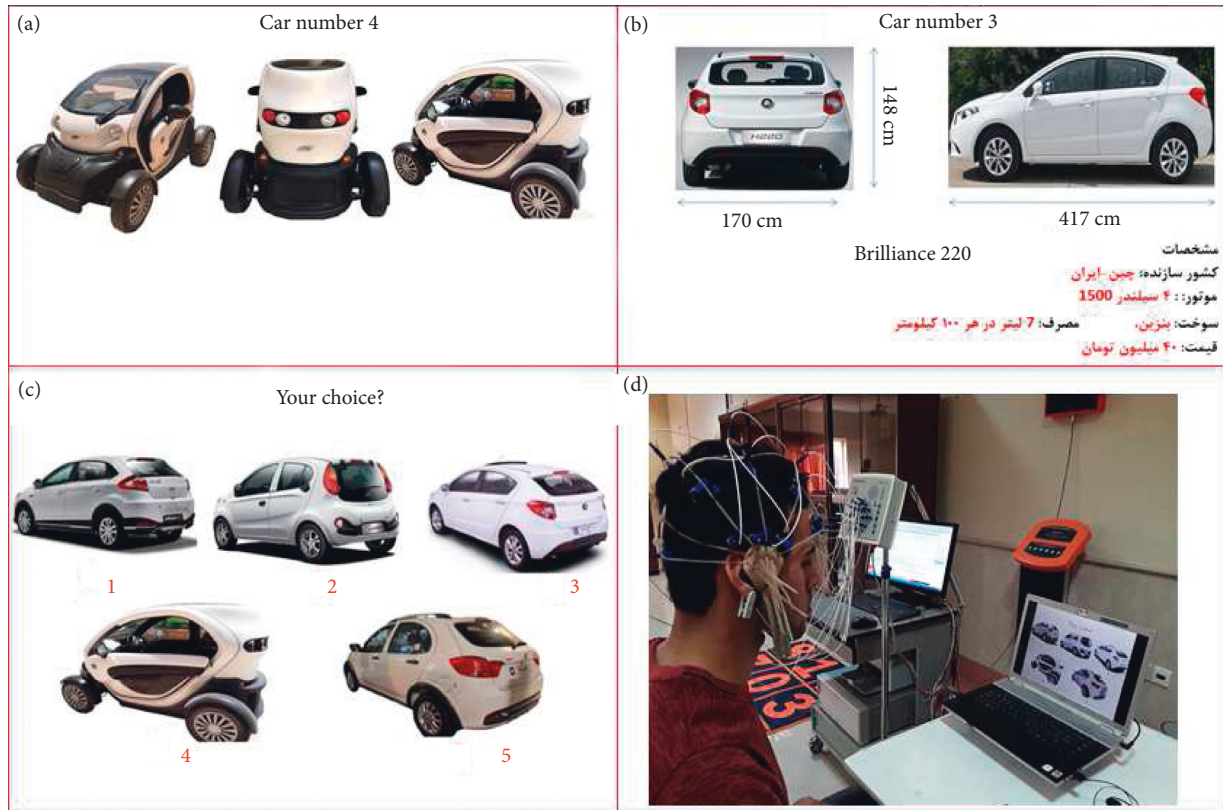 (a)
Car number 4
(b)
Car number 3
H220
148 cm
170 cm
417 cm
Brilliance 220
مشخصات
کشور سازنده: چین-ایران
موتور: : ۴ سیلندر 1500
سوخت: بنزین، مصرف: 7 لیتر در هر ۱۰۰ کیلومتر
قیمت: ۴۰ میلیون تومان
(c)
Your choice?
1
2
3
4
5
(d)